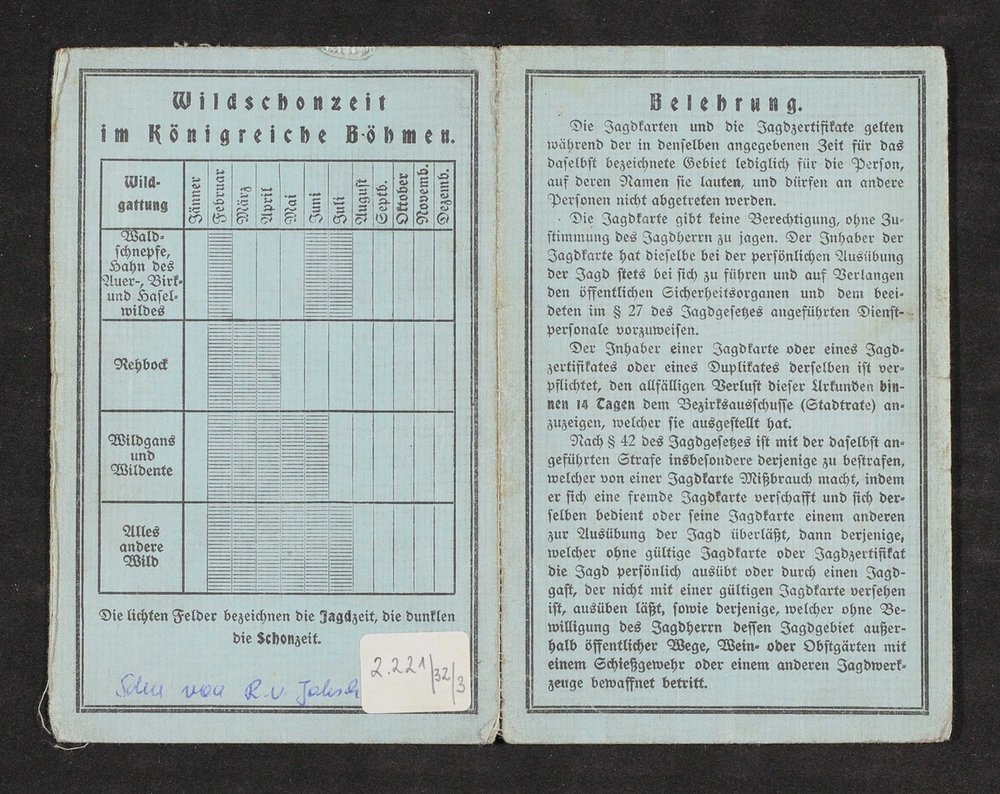 Wildschonzeit
im Königreiche Böhmen.
Wild-
gattung
Jänner
Februar
März
April
Mai
Juni
Juli
August
Septb.
Oktober
Novemb.
Dezemb.
Wald-
schnepfe,
Hahn des
Auer-, Birk-
und Hasel-
wildes
Rehbock
Wildgans
und
Wildente
Alles
andere
Wild
Die lichten Felder bezeichnen die Jagdzeit, die dunklen
die Schonzeit.
von R. v.
2.221/32/3
Belehrung.
Die Jagdkarten und die Jagdzertifikate gelten
während der in denselben angegebenen Zeit für das
daselbst bezeichnete Gebiet lediglich für die Person,
auf deren Namen sie lauten, und dürfen an andere
Personen nicht abgetreten werden.
Die Jagdkarte gibt keine Berechtigung, ohne Zu-
stimmung des Jagdherrn zu jagen. Der Inhaber der
Jagdkarte hat dieselbe bei der persönlichen Ausübung
der Jagd stets bei sich zu führen und auf Verlangen
den öffentlichen Sicherheitsorganen und dem beei-
deten im § 27 des Jagdgesetzes angeführten Dienst-
personale vorzuweisen.
Der Inhaber einer Jagdkarte oder eines Jagd-
zertifikates oder eines Duplikates derselben ist ver-
pflichtet, den allfälligen Verlust dieser Urkunden bin-
nen 14 Tagen dem Bezirksausschusse (Stadtrate) an-
zuzeigen, welcher sie ausgestellt hat.
Nach § 42 des Jagdgesetzes ist mit der daselbst an-
geführten Strafe insbesondere derjenige zu bestrafen,
welcher von einer Jagdkarte Mißbrauch macht, indem
er sich eine fremde Jagdkarte verschafft und sich der-
selben bedient oder seine Jagdkarte einem anderen
zur Ausübung der Jagd überläßt, dann derjenige,
welcher ohne gültige Jagdkarte oder Jagdzertifikat
die Jagd persönlich ausübt oder durch einen Jagd-
gast, der nicht mit einer gültigen Jagdkarte versehen
ist, ausüben läßt, sowie derjenige, welcher ohne Be-
willigung des Jagdherrn dessen Jagdgebiet außer-
halb öffentlicher Wege, Wein- oder Obstgärten mit
einem Schießgewehr oder einem anderen Jagdwerk-
zeuge bewaffnet betritt.